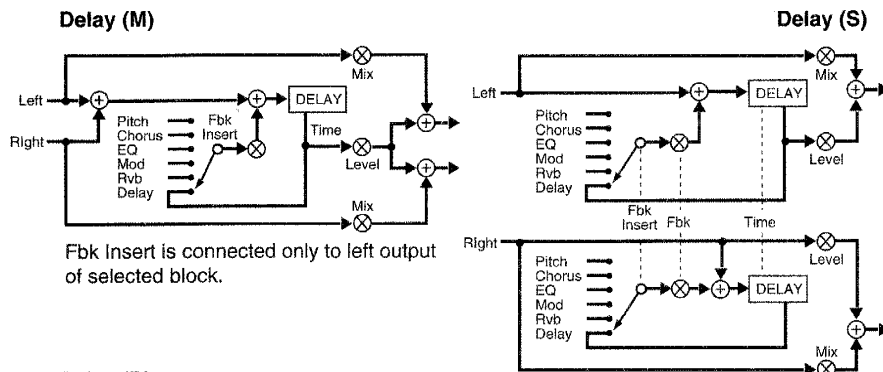 Delay (M)
Left
Right
Pitch
Chorus
EQ
Mod
Rvb
Delay
Fbk
Insert
DELAY
Time
Mix
Level
Mix
Fbk Insert is connected only to left output
of selected block.
Delay (S)
Left
Pitch
Chorus
EQ
Mod
Rvb
Delay
DELAY
Mix
Level
Fbk
Insert
Fbk
Time
Right
Pitch
Chorus
EQ
Mod
Rvb
Delay
DELAY
Level
Mix